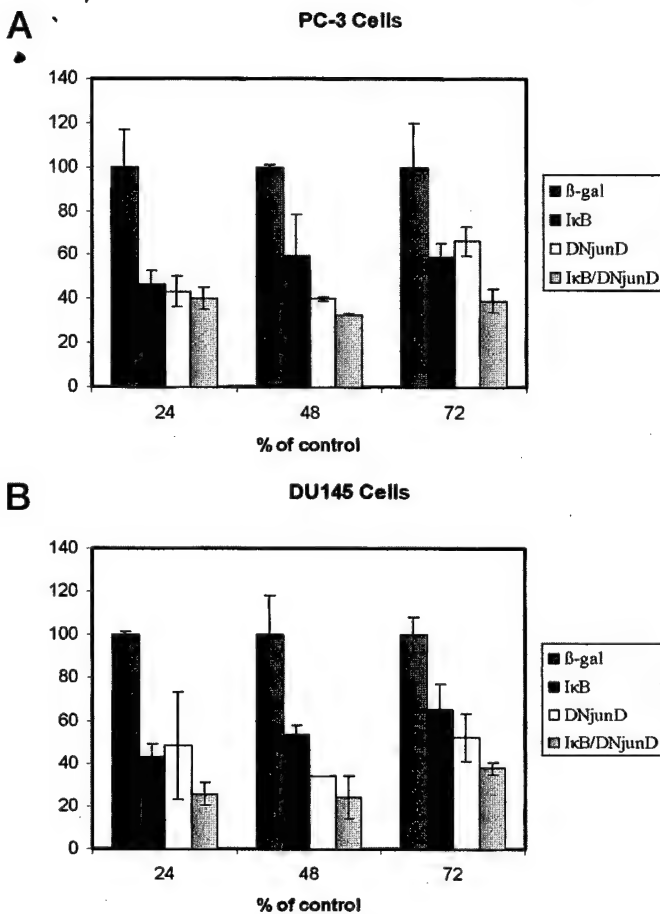 A
PC-3 Cells
140
120
100
80
60
40
20
0
24 48 72
% of control
ß-gal
IκB
DNjunD
IκB/DNjunD
B
DU145 Cells
140
120
100
80
60
40
20
0
24 48 72
% of control
ß-gal
IκB
DNjunD
IκB/DNjunD